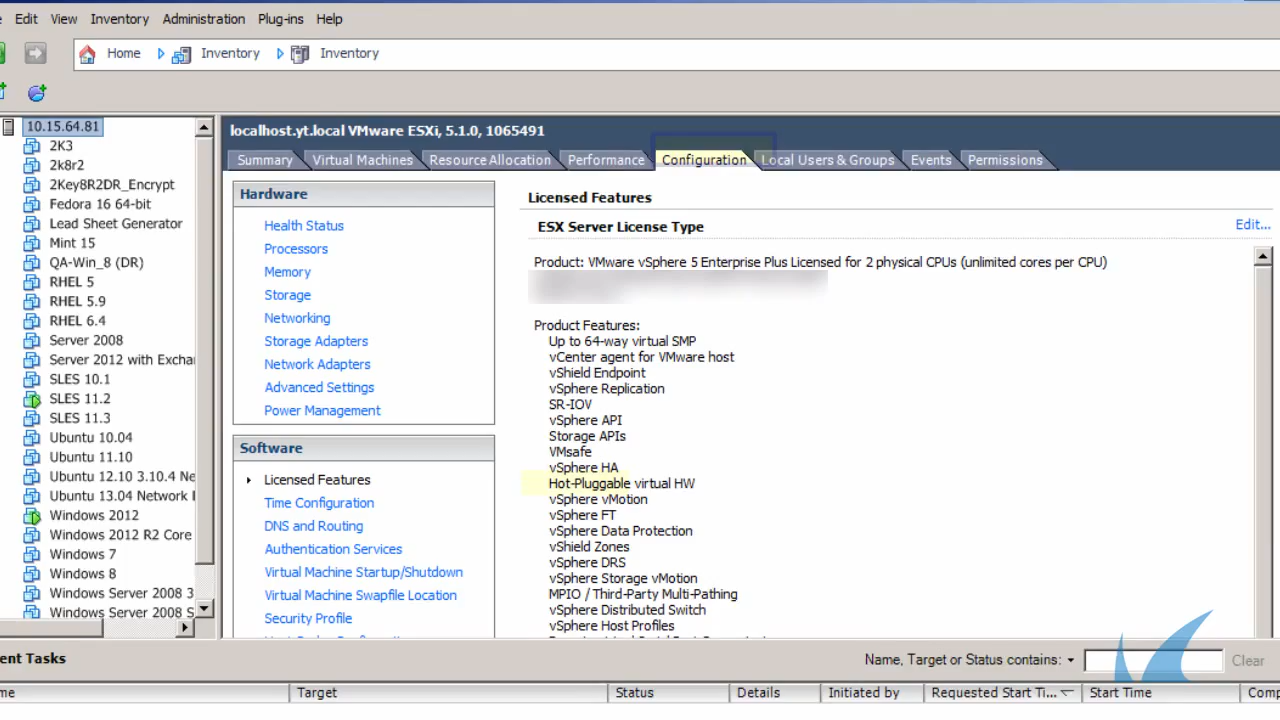 Edit View Inventory Administration Plug-ins Help
Home Inventory Inventory
10.15.64.81
2K3
2k8r2
2Key8R2DR_Encrypt
Fedora 16 64-bit
Lead Sheet Generator
Mint 15
QA-Win_8 (DR)
RHEL 5
RHEL 5.9
RHEL 6.4
Server 2008
Server 2012 with Excha
SLES 10.1
SLES 11.2
SLES 11.3
Ubuntu 10.04
Ubuntu 11.10
Ubuntu 12.10 3.10.4 Ne
Ubuntu 13.04 Network
Windows 2012
Windows 2012 R2 Core
Windows 7
Windows 8
Windows Server 2008 3
Windows Server 2008 S
localhost.yt.local VMware ESXi, 5.1.0, 1065491
Summary Virtual Machines Resource Allocation Performance Configuration Local Users & Groups Events Permissions
Hardware
Health Status
Processors
Memory
Storage
Networking
Storage Adapters
Network Adapters
Advanced Settings
Power Management
Software
Licensed Features
Time Configuration
DNS and Routing
Authentication Services
Virtual Machine Startup/Shutdown
Virtual Machine Swapfile Location
Security Profile
Licensed Features
ESX Server License Type Edit...
Product: VMware vSphere 5 Enterprise Plus Licensed for 2 physical CPUs (unlimited cores per CPU)
Product Features:
Up to 64-way virtual SMP
vCenter agent for VMware host
vShield Endpoint
vSphere Replication
SR-IOV
vSphere API
Storage APIs
VMsafe
vSphere HA
Hot-Pluggable virtual HW
vSphere vMotion
vSphere FT
vSphere Data Protection
vShield Zones
vSphere DRS
vSphere Storage vMotion
MPIO / Third-Party Multi-Pathing
vSphere Distributed Switch
vSphere Host Profiles
ent Tasks Name, Target or Status contains: Clear
me Target Status Details Initiated by Requested Start Ti... Start Time Comp